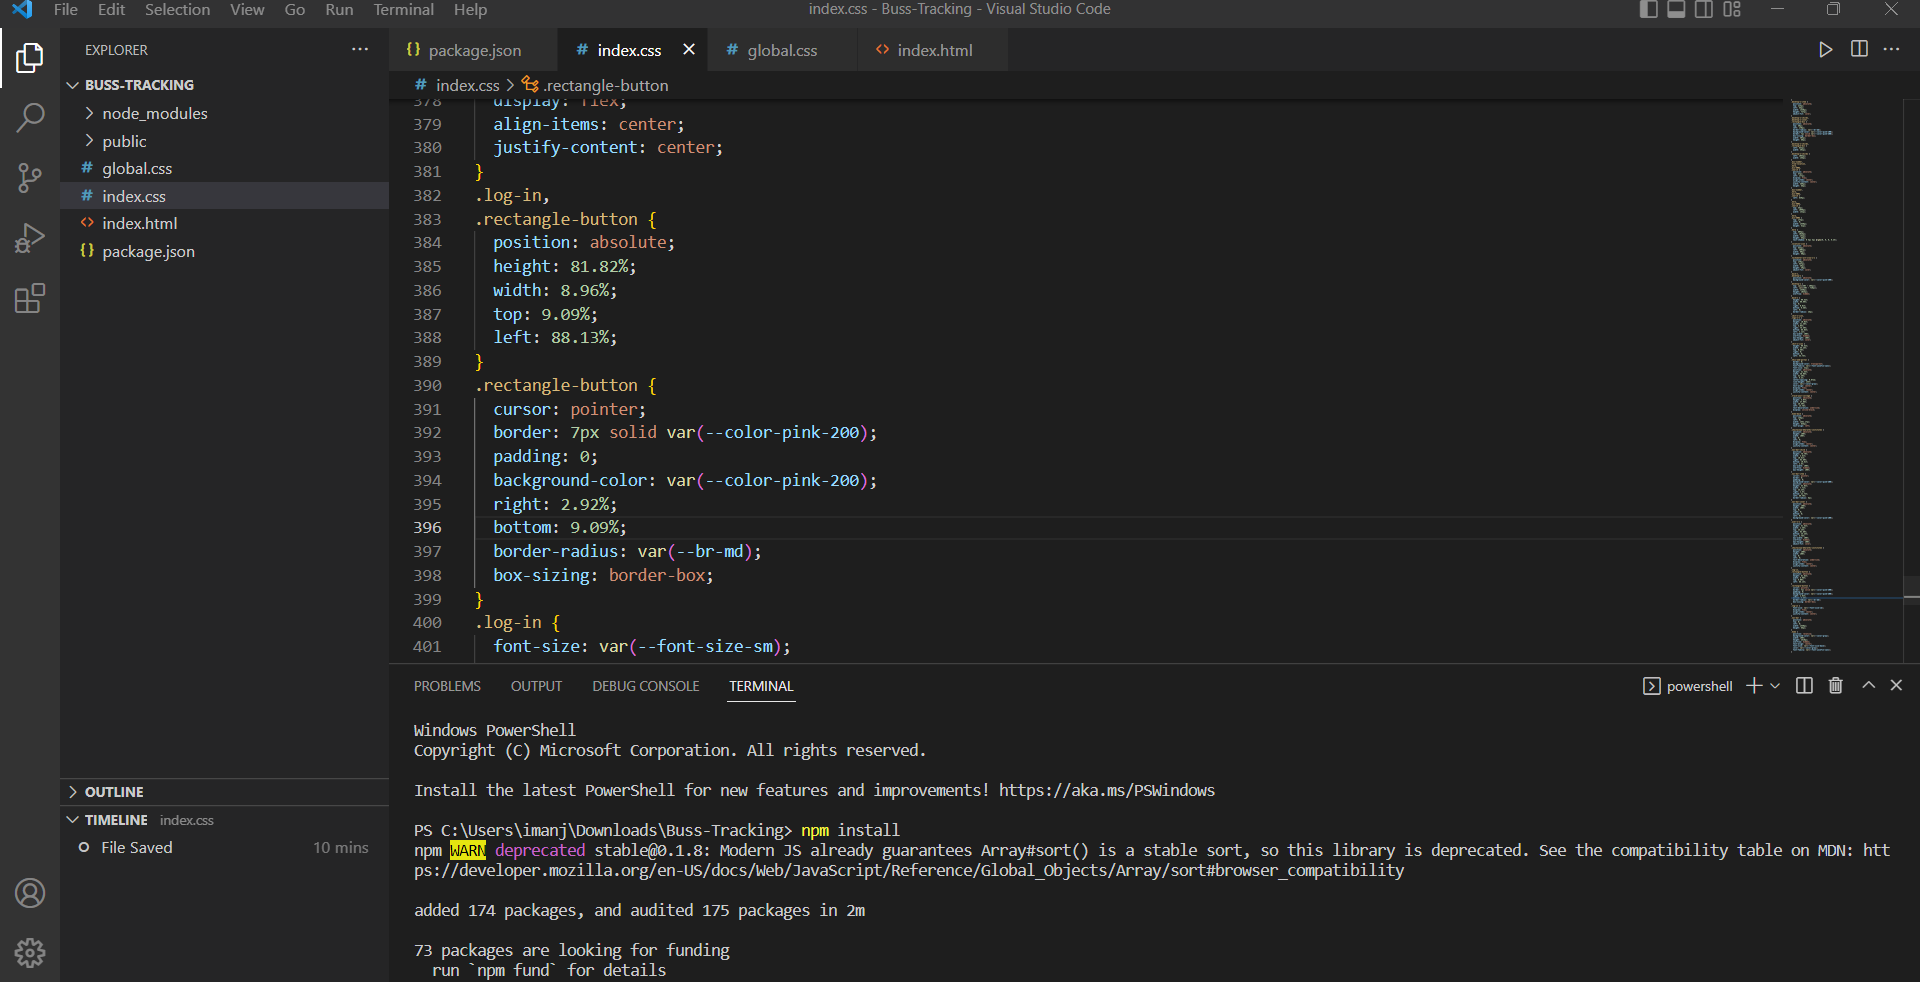 File Edit Selection View Go Run Terminal Help
index.css - Buss-Tracking - Visual Studio Code
EXPLORER
BUSS-TRACKING
node_modules
public
# global.css
# index.css
<> index.html
{} package.json
OUTLINE
TIMELINE index.css
File Saved 10 mins
{} package.json
# index.css
# global.css
<> index.html
# index.css > .rectangle-button
378 display: flex;
379 align-items: center;
380 justify-content: center;
381 }
382 .log-in,
383 .rectangle-button {
384 position: absolute;
385 height: 81.82%;
386 width: 8.96%;
387 top: 9.09%;
388 left: 88.13%;
389 }
390 .rectangle-button {
391 cursor: pointer;
392 border: 7px solid var(--color-pink-200);
393 padding: 0;
394 background-color: var(--color-pink-200);
395 right: 2.92%;
396 bottom: 9.09%;
397 border-radius: var(--br-md);
398 box-sizing: border-box;
399 }
400 .log-in {
401 font-size: var(--font-size-sm);
PROBLEMS OUTPUT DEBUG CONSOLE TERMINAL
powershell
Windows PowerShell
Copyright (C) Microsoft Corporation. All rights reserved.
Install the latest PowerShell for new features and improvements! https://aka.ms/PSWindows
PS C:\Users\imanj\Downloads\Buss-Tracking> npm install
npm WARN deprecated stable@0.1.8: Modern JS already guarantees Array#sort() is a stable sort, so this library is deprecated. See the compatibility table on MDN: htt
ps://developer.mozilla.org/en-US/docs/Web/JavaScript/Reference/Global_Objects/Array/sort#browser_compatibility
added 174 packages, and audited 175 packages in 2m
73 packages are looking for funding
run `npm fund` for details